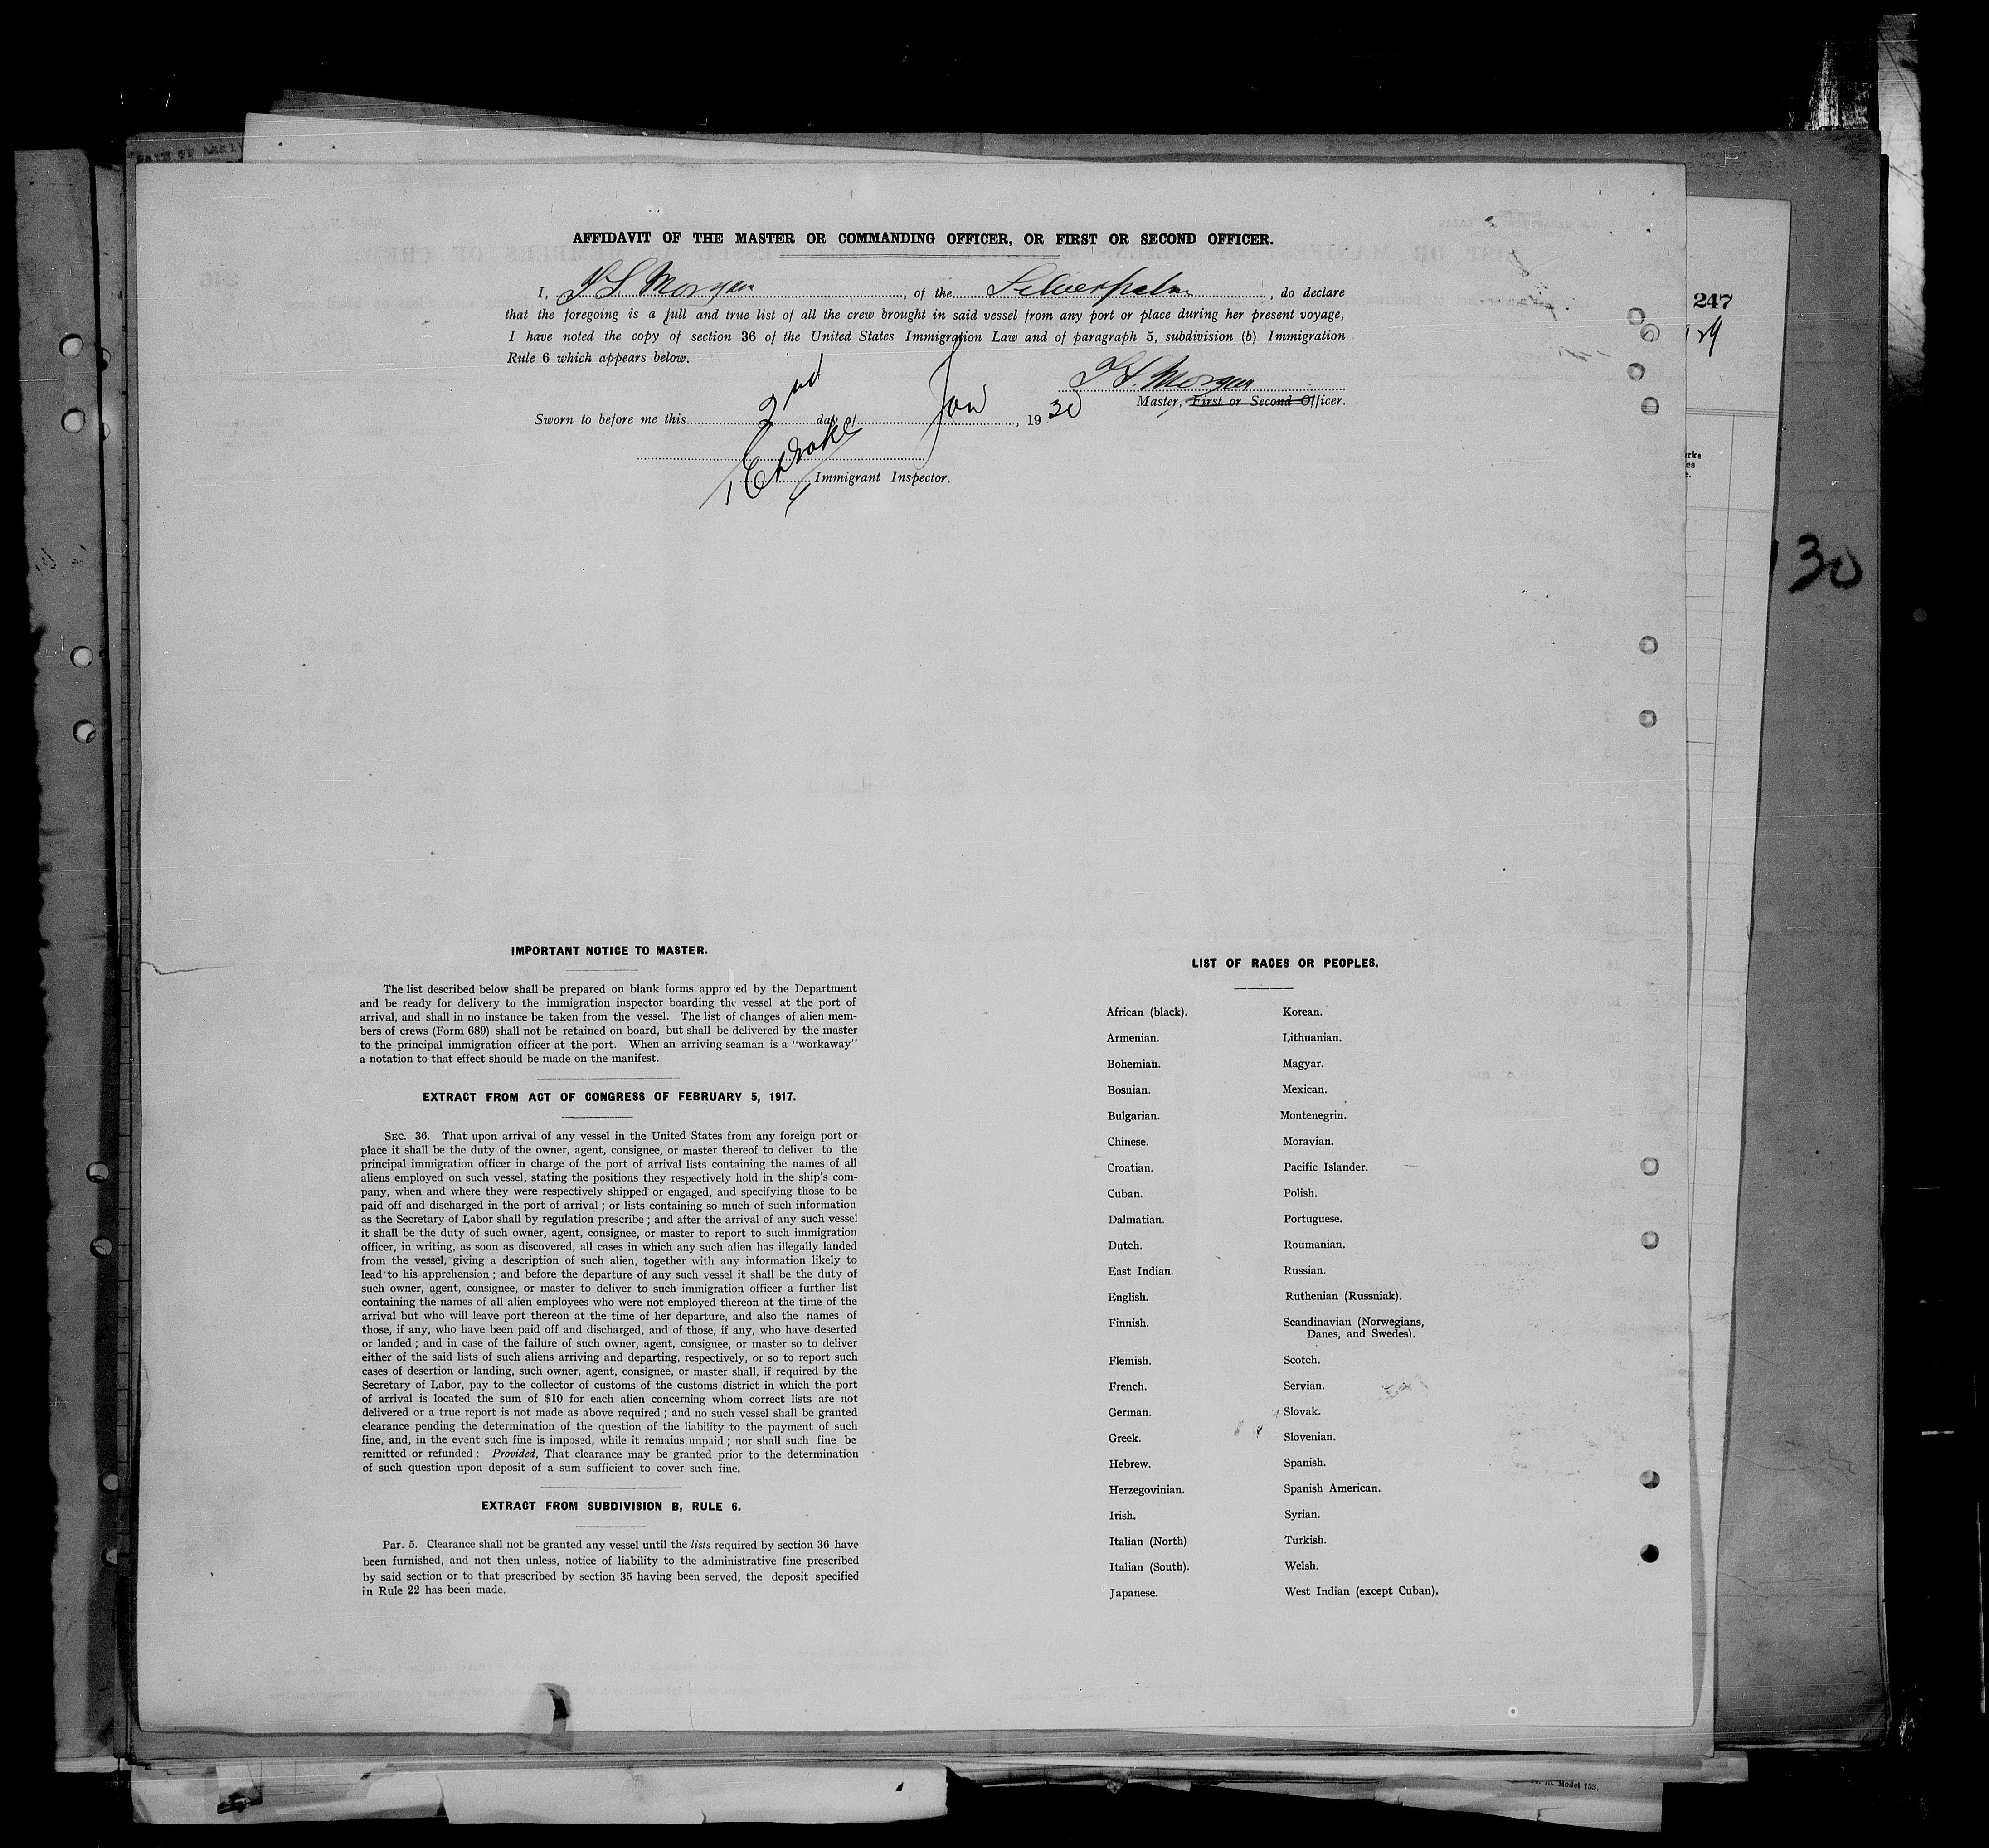 AFFIDAVIT OF THE MASTER OR COMMANDING OFFICER, OR FIRST OR SECOND OFFICER.
I, Morgan, of the Silverpalm, do declare
that the foregoing is a full and true list of all the crew brought in said vessel from any port or place during her present voyage,
I have noted the copy of section 36 of the United States Immigration Law and of paragraph 5, subdivision (b) Immigration
Rule 6 which appears below.
Morgan
Master, First or Second Officer.
Sworn to before me this 2nd day of Jan, 19 30
Immigrant Inspector.
247
30
IMPORTANT NOTICE TO MASTER.
The list described below shall be prepared on blank forms approved by the Department
and be ready for delivery to the immigration inspector boarding the vessel at the port of
arrival, and shall in no instance be taken from the vessel. The list of changes of alien mem-
bers of crews (Form 689) shall not be retained on board, but shall be delivered by the master
to the principal immigration officer at the port. When an arriving seaman is a "workaway"
a notation to that effect should be made on the manifest.
EXTRACT FROM ACT OF CONGRESS OF FEBRUARY 5, 1917.
SEC. 36. That upon arrival of any vessel in the United States from any foreign port or
place it shall be the duty of the owner, agent, consignee, or master thereof to deliver to the
principal immigration officer in charge of the port of arrival lists containing the names of all
aliens employed on such vessel, stating the positions they respectively hold in the ship's com-
pany, when and where they were respectively shipped or engaged, and specifying those to be
paid off and discharged in the port of arrival; or lists containing so much of such information
as the Secretary of Labor shall by regulation prescribe; and after the arrival of any such vessel
it shall be the duty of such owner, agent, consignee, or master to report to such immigration
officer, in writing, as soon as discovered, all cases in which any such alien has illegally landed
from the vessel, giving a description of such alien, together with any information likely to
lead to his apprehension; and before the departure of any such vessel it shall be the duty of
such owner, agent, consignee, or master to deliver to such immigration officer a further list
containing the names of all alien employees who were not employed thereon at the time of the
arrival but who will leave port thereon at the time of her departure, and also the names of
those, if any, who have been paid off and discharged, and of those, if any, who have deserted
or landed; and in case of the failure of such owner, agent, consignee, or master so to deliver
either of the said lists of such aliens arriving and departing, respectively, or so to report such
cases of desertion or landing, such owner, agent, consignee, or master shall, if required by the
Secretary of Labor, pay to the collector of customs of the customs district in which the port
of arrival is located the sum of $10 for each alien concerning whom correct lists are not
delivered or a true report is not made as above required; and no such vessel shall be granted
clearance pending the determination of the question of the liability to the payment of such
fine, and, in the event such fine is imposed, while it remains unpaid; nor shall such fine be
remitted or refunded: Provided, That clearance may be granted prior to the determination
of such question upon deposit of a sum sufficient to cover such fine.
EXTRACT FROM SUBDIVISION B, RULE 6.
Par. 5. Clearance shall not be granted any vessel until the lists required by section 36 have
been furnished, and not then unless, notice of liability to the administrative fine prescribed
by said section or to that prescribed by section 35 having been served, the deposit specified
in Rule 22 has been made.
LIST OF RACES OR PEOPLES.
African (black).
Armenian.
Bohemian.
Bosnian.
Bulgarian.
Chinese.
Croatian.
Cuban.
Dalmatian.
Dutch.
East Indian.
English.
Finnish.
Flemish.
French.
German.
Greek.
Hebrew.
Herzegovinian.
Irish.
Italian (North)
Italian (South).
Japanese.
Korean.
Lithuanian.
Magyar.
Mexican.
Montenegrin.
Moravian.
Pacific Islander.
Polish.
Portuguese.
Roumanian.
Russian.
Ruthenian (Russniak).
Scandinavian (Norwegians,
Danes, and Swedes).
Scotch.
Servian.
Slovak.
Slovenian.
Spanish.
Spanish American.
Syrian.
Turkish.
Welsh.
West Indian (except Cuban).
Model 153.